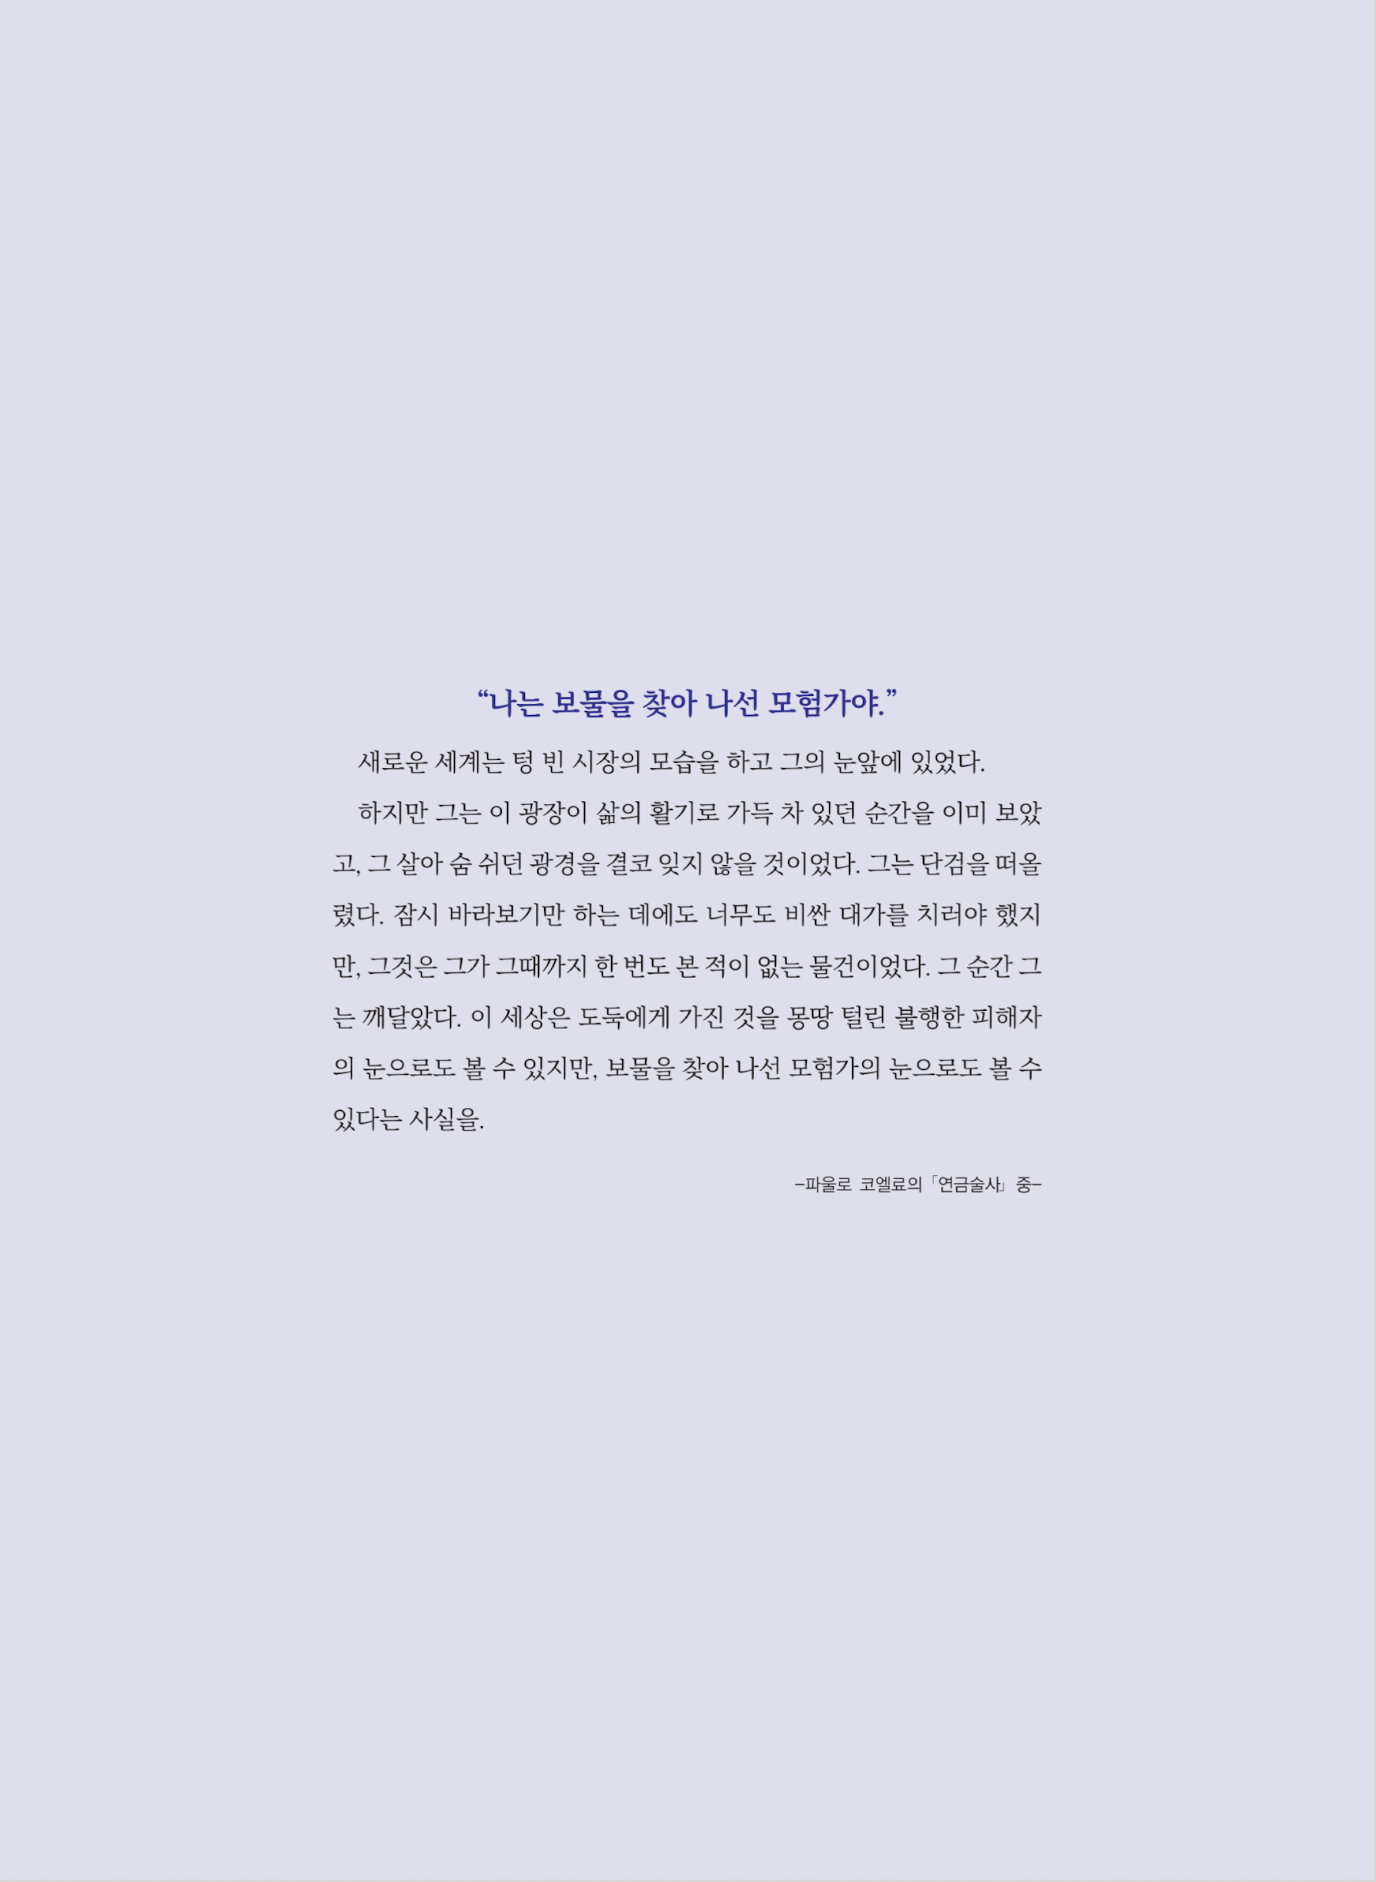 “나는 보물을 찾아 나선 모험가야.”
새로운 세계는 텅 빈 시장의 모습을 하고 그의 눈앞에 있었다.
하지만 그는 이 광장이 삶의 활기로 가득 차 있던 순간을 이미 보았
고, 그 살아 숨 쉬던 광경을 결코 잊지 않을 것이었다. 그는 단검을 떠올
렸다. 잠시 바라보기만 하는 데에도 너무도 비싼 대가를 치러야 했지
만, 그것은 그가 그때까지 한 번도 본 적이 없는 물건이었다. 그 순간 그
는 깨달았다. 이 세상은 도둑에게 가진 것을 몽땅 털린 불행한 피해자
의 눈으로도 볼 수 있지만, 보물을 찾아 나선 모험가의 눈으로도 볼 수
있다는 사실을.
–파울로 코엘료의「연금술사」중–